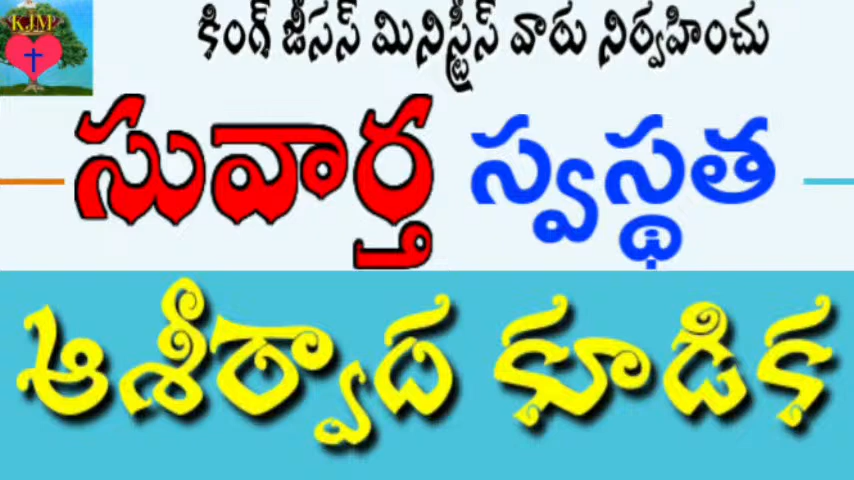 KJM
కింగ్ జీసస్ మినిస్ట్రీస్ వారు నిర్వహించు
సువార్త స్వస్థత
ఆశీర్వాద కూడిక